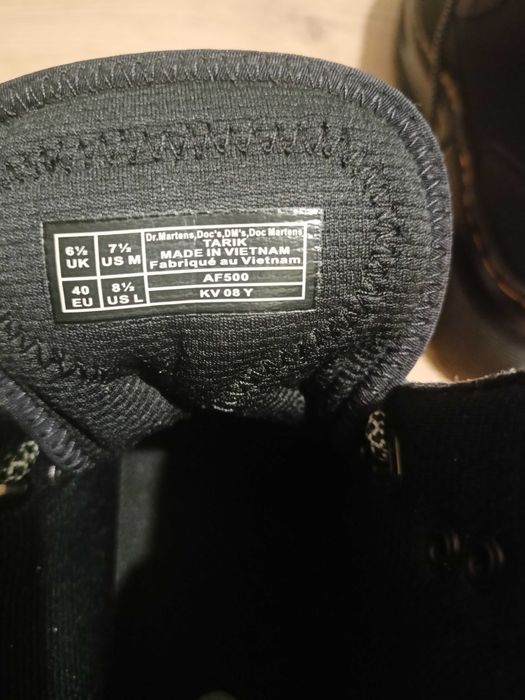 6½ UK
7½ US M
40 EU
8½ US L
Dr.Martens,Doc's,DM's,Doc Martens
TARIK
MADE IN VIETNAM
Fabriqué au Vietnam
AF500
KV 08 Y